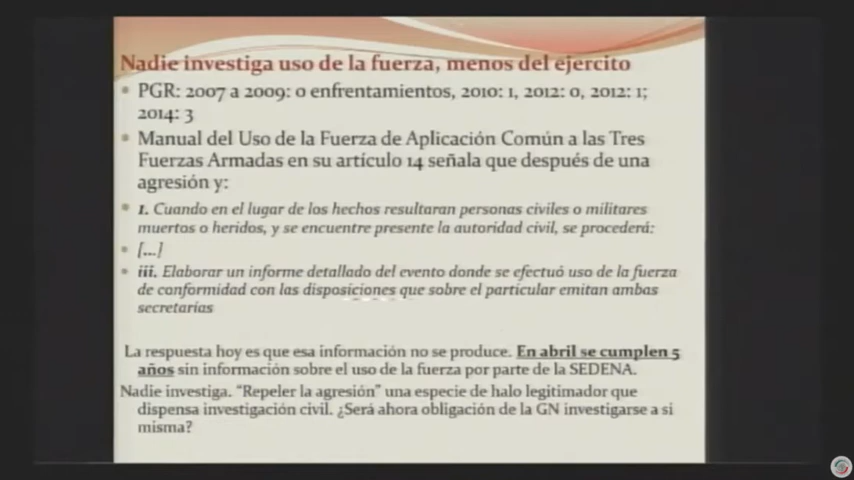 Nadie investiga uso de la fuerza, menos del ejercito
• PGR: 2007 a 2009: 0 enfrentamientos, 2010: 1, 2012: 0, 2012: 1;
2014: 3
• Manual del Uso de la Fuerza de Aplicación Común a las Tres
Fuerzas Armadas en su artículo 14 señala que después de una
agresión y:
• I. Cuando en el lugar de los hechos resultaran personas civiles o militares
muertos o heridos, y se encuentre presente la autoridad civil, se procederá:
• [...]
• iii. Elaborar un informe detallado del evento donde se efectuó uso de la fuerza
de conformidad con las disposiciones que sobre el particular emitan ambas
secretarías
La respuesta hoy es que esa información no se produce. En abril se cumplen 5
años sin información sobre el uso de la fuerza por parte de la SEDENA.
Nadie investiga. “Repeler la agresión” una especie de halo legitimador que
dispensa investigación civil. ¿Será ahora obligación de la GN investigarse a si
misma?